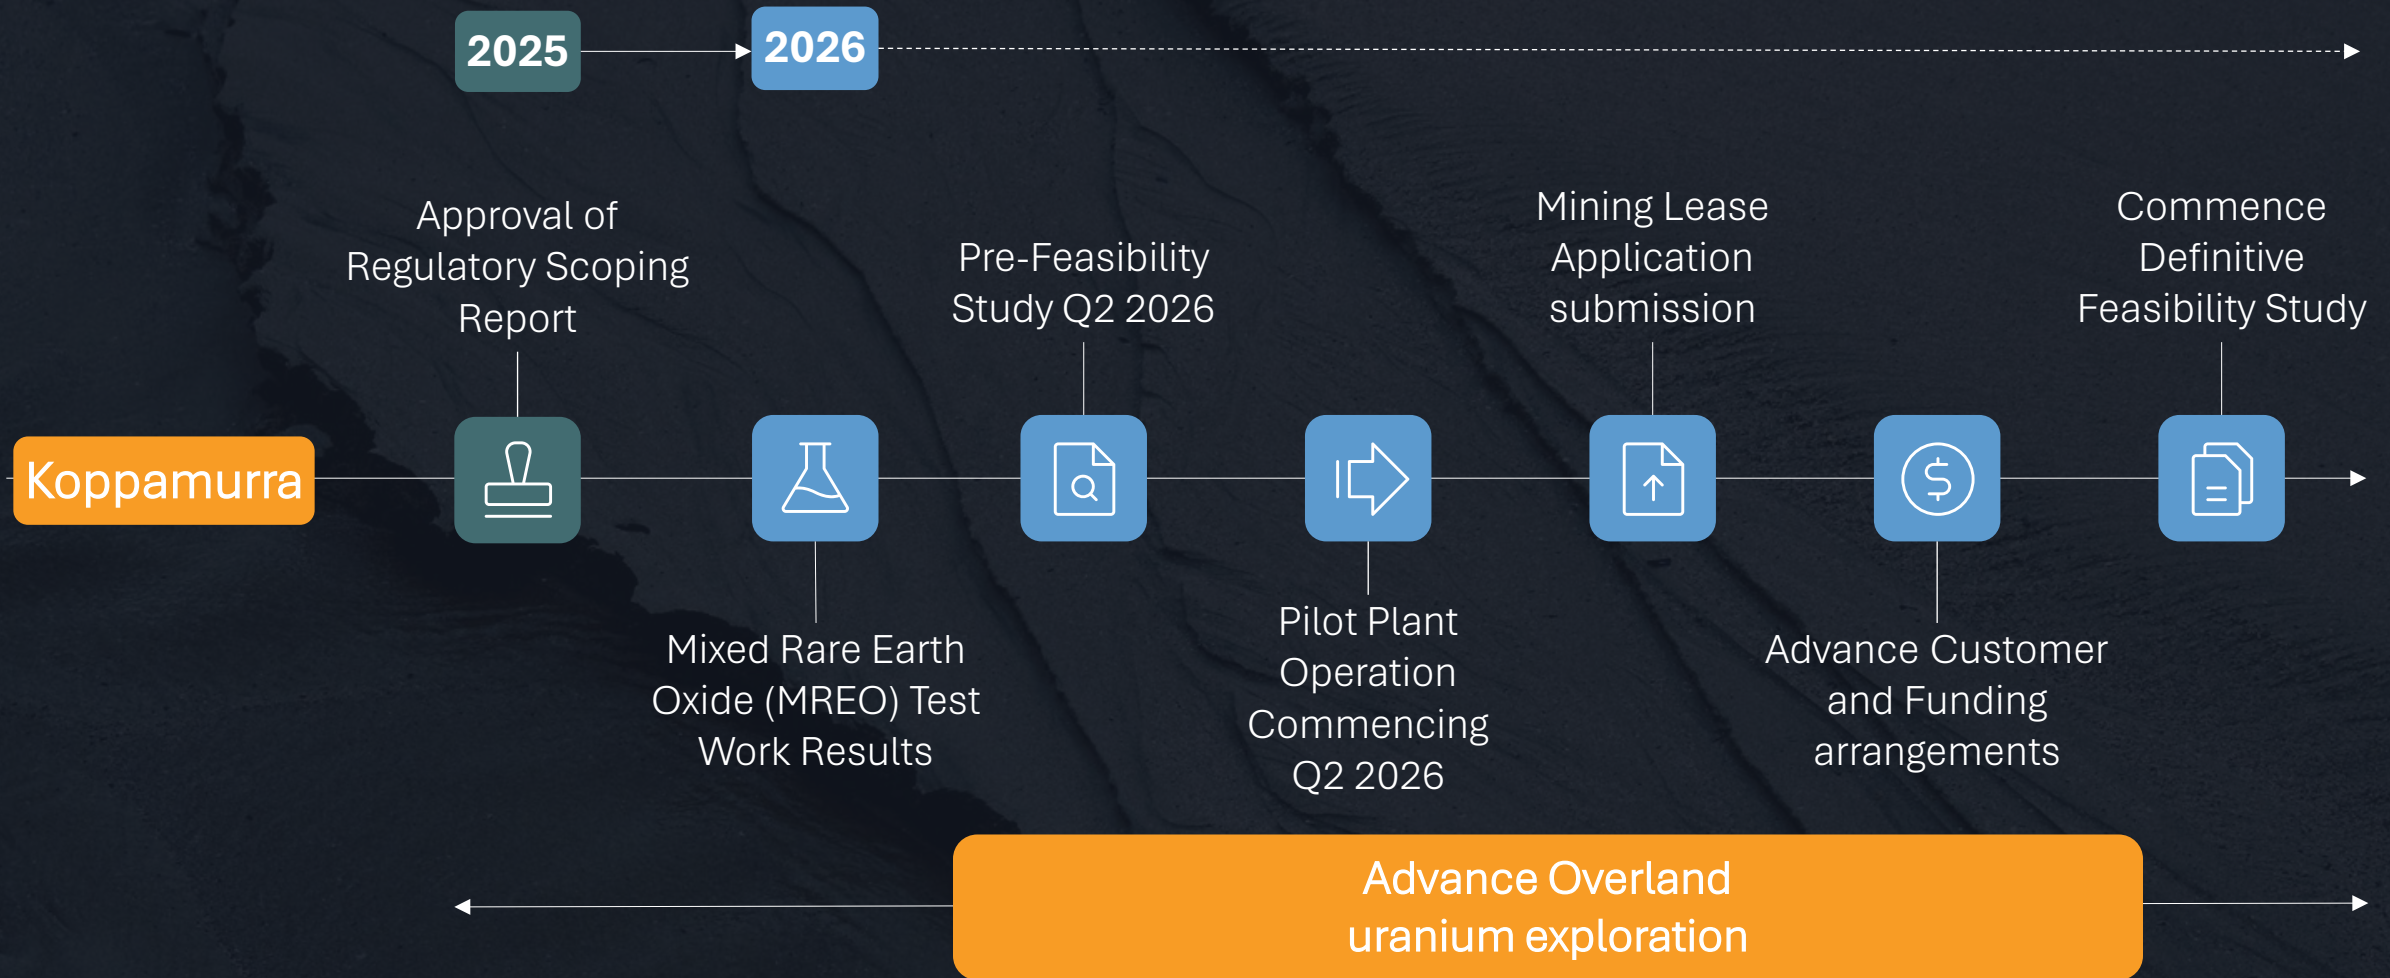 2025
2026
Approval of
Regulatory Scoping
Report
Pre-Feasibility
Study Q2 2026
Mining Lease
Application
submission
Commence
Definitive
Feasibility Study
Koppamurra
Mixed Rare Earth
Oxide (MREO) Test
Work Results
Pilot Plant
Operation
Commencing
Q2 2026
Advance Customer
and Funding
arrangements
Advance Overland
uranium exploration